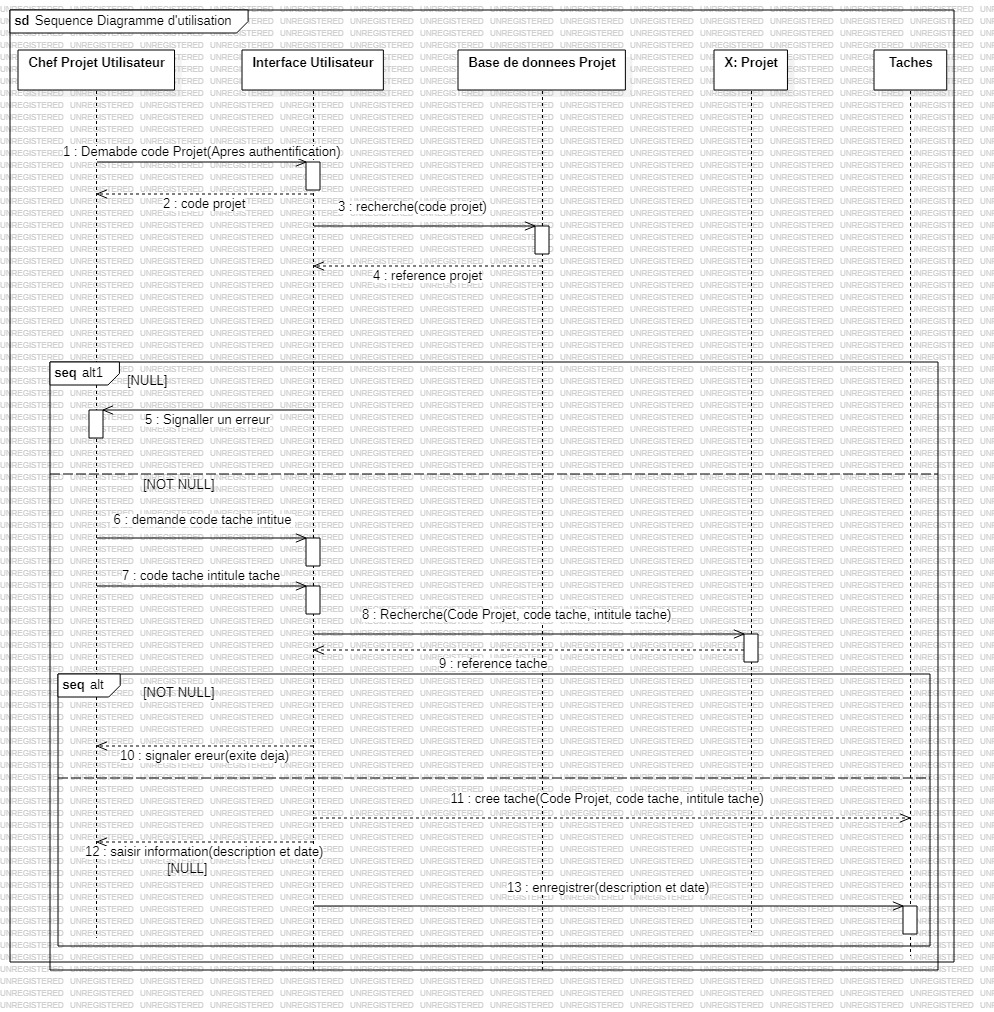 sd Sequence Diagramme d'utilisation
Chef Projet Utilisateur
Interface Utilisateur
Base de donnees Projet
X: Projet
Taches
1 : Demabde code Projet(Apres authentification)
2 : code projet
3 : recherche(code projet)
4 : reference projet
seq alt1
[NULL]
5 : Signaller un erreur
[NOT NULL]
6 : demande code tache intitue
7 : code tache intitule tache
8 : Recherche(Code Projet, code tache, intitule tache)
9 : reference tache
seq alt
[NOT NULL]
10 : signaler ereur(exite deja)
11 : cree tache(Code Projet, code tache, intitule tache)
12 : saisir information(description et date)
[NULL]
13 : enregistrer(description et date)
UNREGISTERED